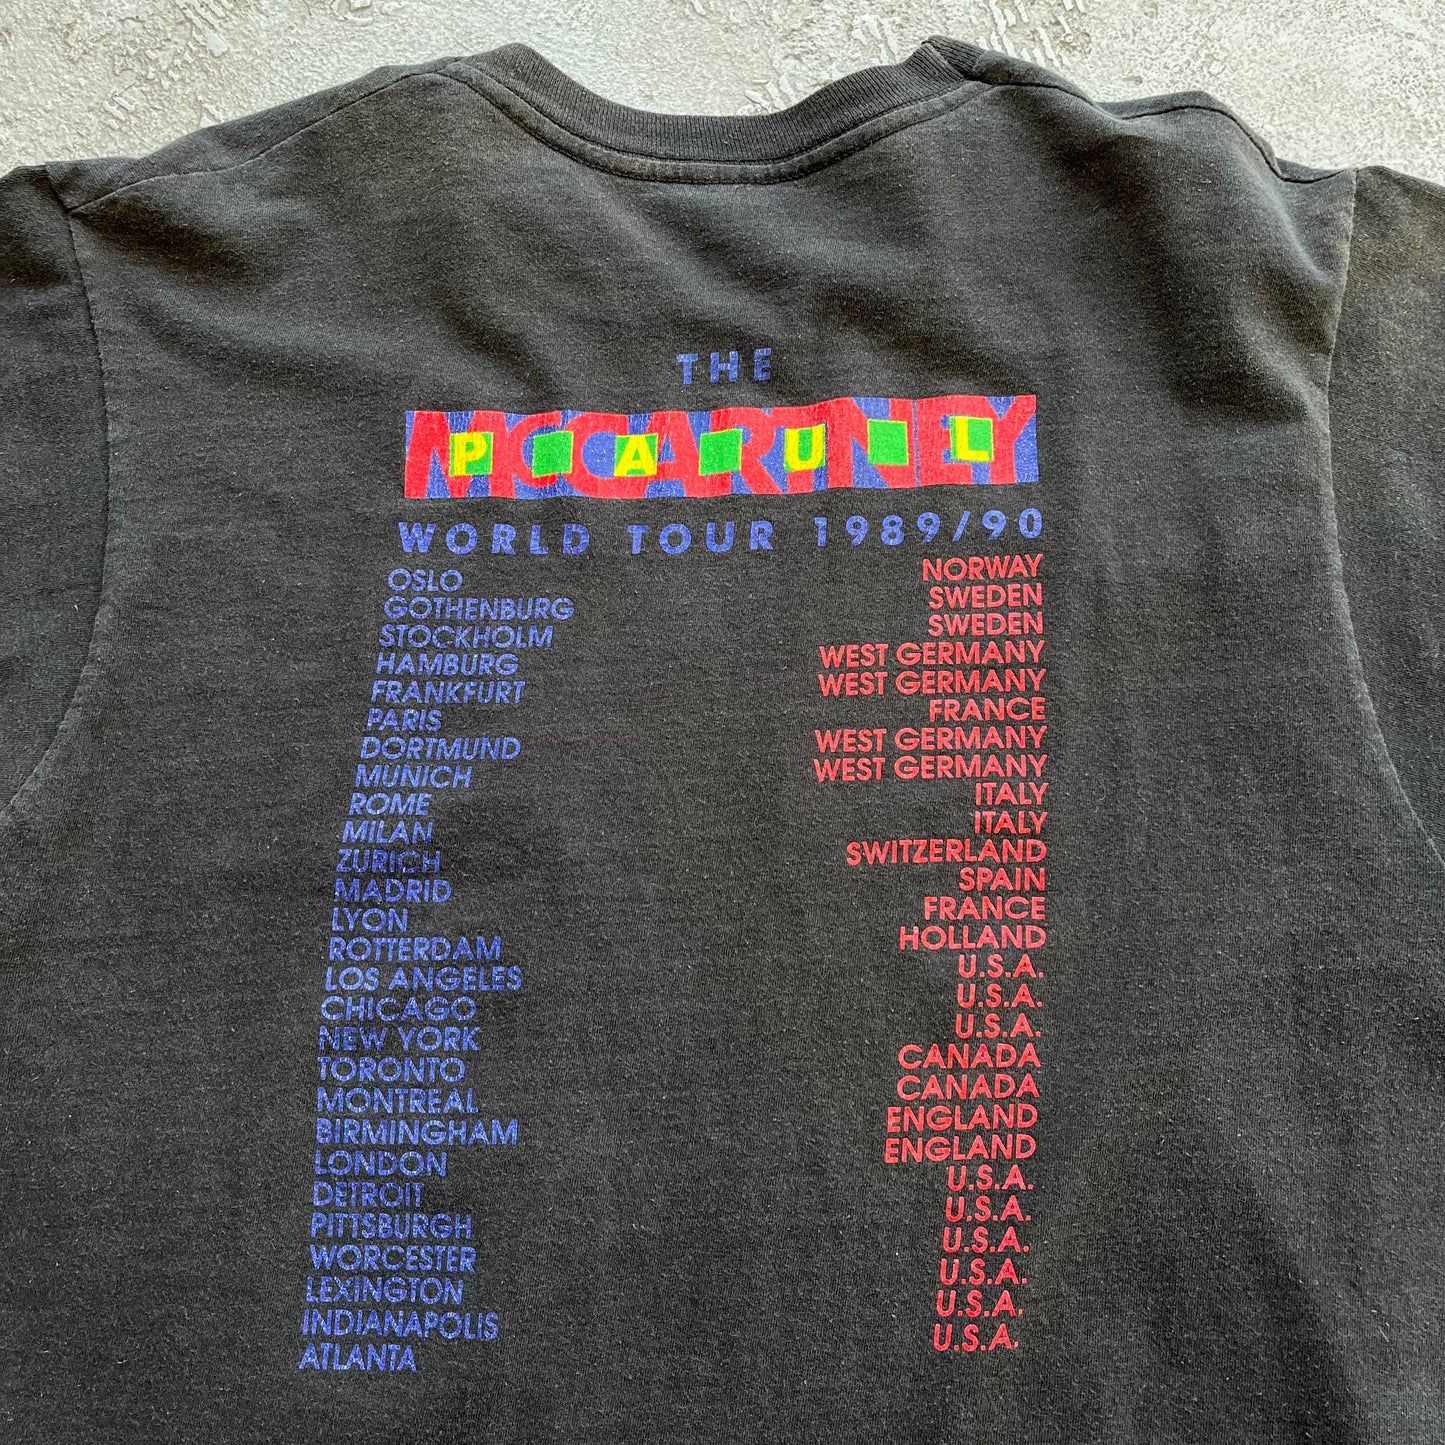 THE
MCCARTNEY
PAUL
WORLD TOUR 1989/90
OSLO NORWAY
GOTHENBURG SWEDEN
STOCKHOLM SWEDEN
HAMBURG WEST GERMANY
FRANKFURT WEST GERMANY
PARIS FRANCE
DORTMUND WEST GERMANY
MUNICH WEST GERMANY
ROME ITALY
MILAN ITALY
ZURICH SWITZERLAND
MADRID SPAIN
LYON FRANCE
ROTTERDAM HOLLAND
LOS ANGELES U.S.A.
CHICAGO U.S.A.
NEW YORK U.S.A.
TORONTO CANADA
MONTREAL CANADA
BIRMINGHAM ENGLAND
LONDON ENGLAND
DETROIT U.S.A.
PITTSBURGH U.S.A.
WORCESTER U.S.A.
LEXINGTON U.S.A.
INDIANAPOLIS U.S.A.
ATLANTA U.S.A.